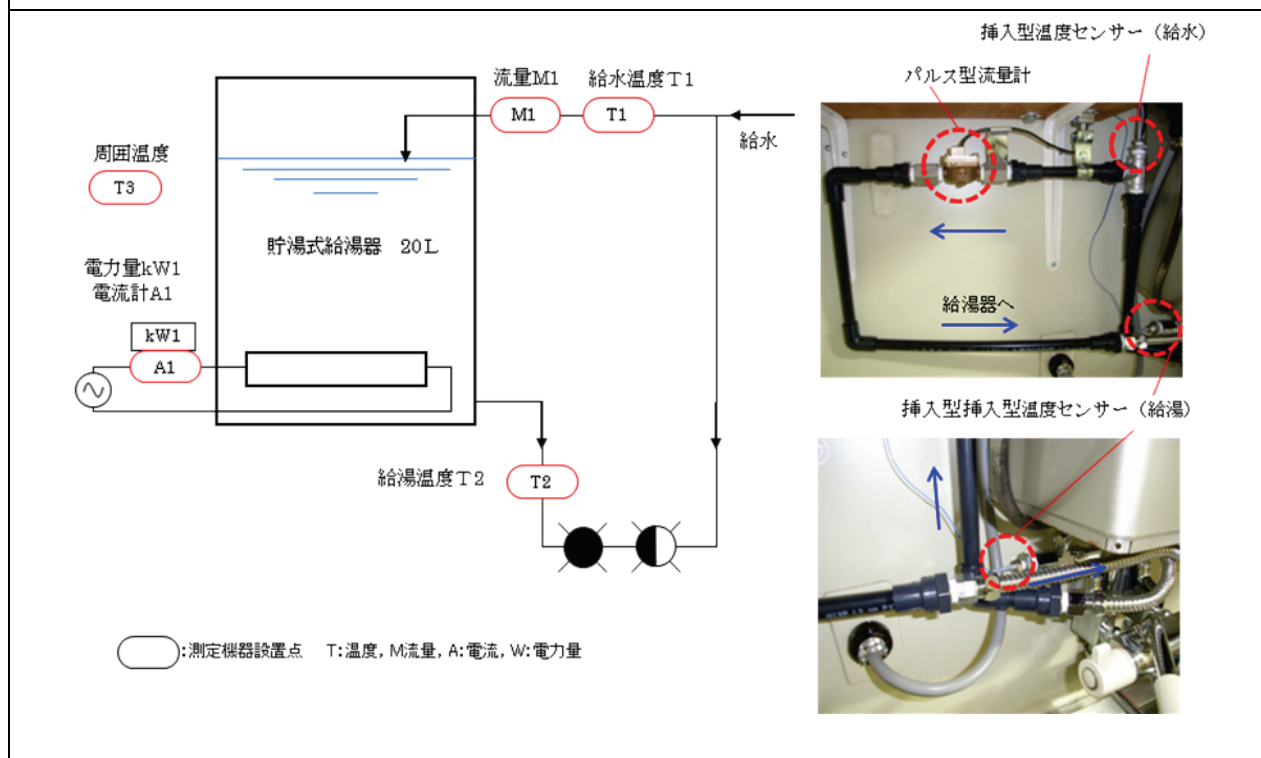 挿入型温度センサー（給水）
パルス型流量計
流量M1
給水温度T1
M1
T1
給水
周囲温度
T3
貯湯式給湯器 20L
電力量kW1
電流計A1
kW1
A1
給湯器へ
挿入型挿入型温度センサー（給湯）
給湯温度T2
T2
:測定機器設置点 T:温度, M流量, A:電流, W:電力量